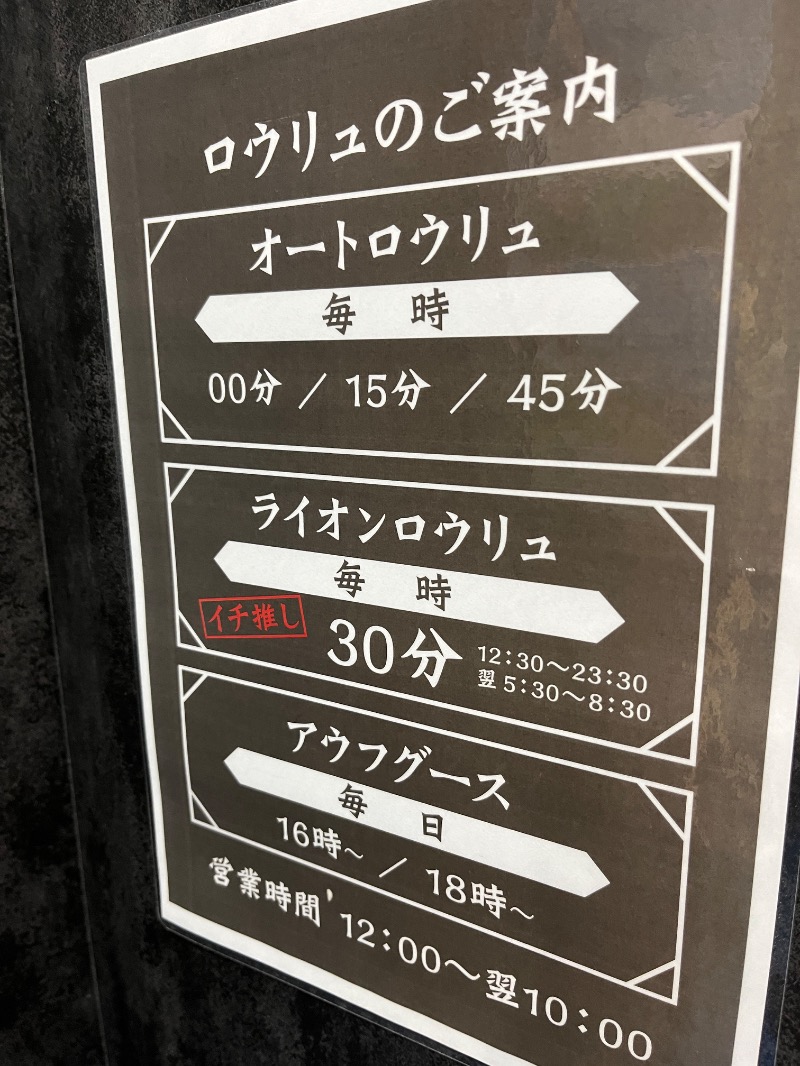 ロウリュのご案内
オートロウリュ
毎時
00分 / 15分 / 45分
ライオンロウリュ
毎時
イチ推し
30分
12:30〜23:30
翌5:30〜8:30
アウフグース
毎日
16時〜 / 18時〜
営業時間' 12:00〜翌10:00